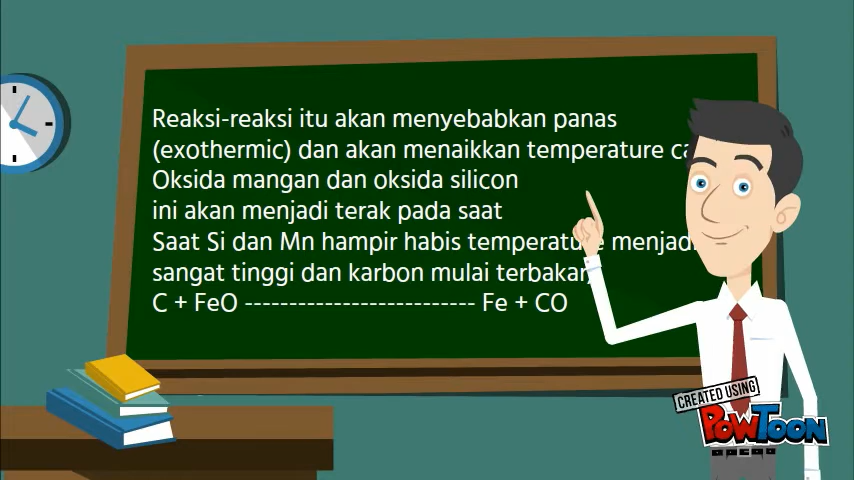 Reaksi-reaksi itu akan menyebabkan panas
(exothermic) dan akan menaikkan temperature
Oksida mangan dan oksida silicon
ini akan menjadi terak pada saat
Saat Si dan Mn hampir habis temperature menjadi
sangat tinggi dan karbon mulai terbakar,
C + FeO -------------------------- Fe + CO
CREATED USING
POWTOON